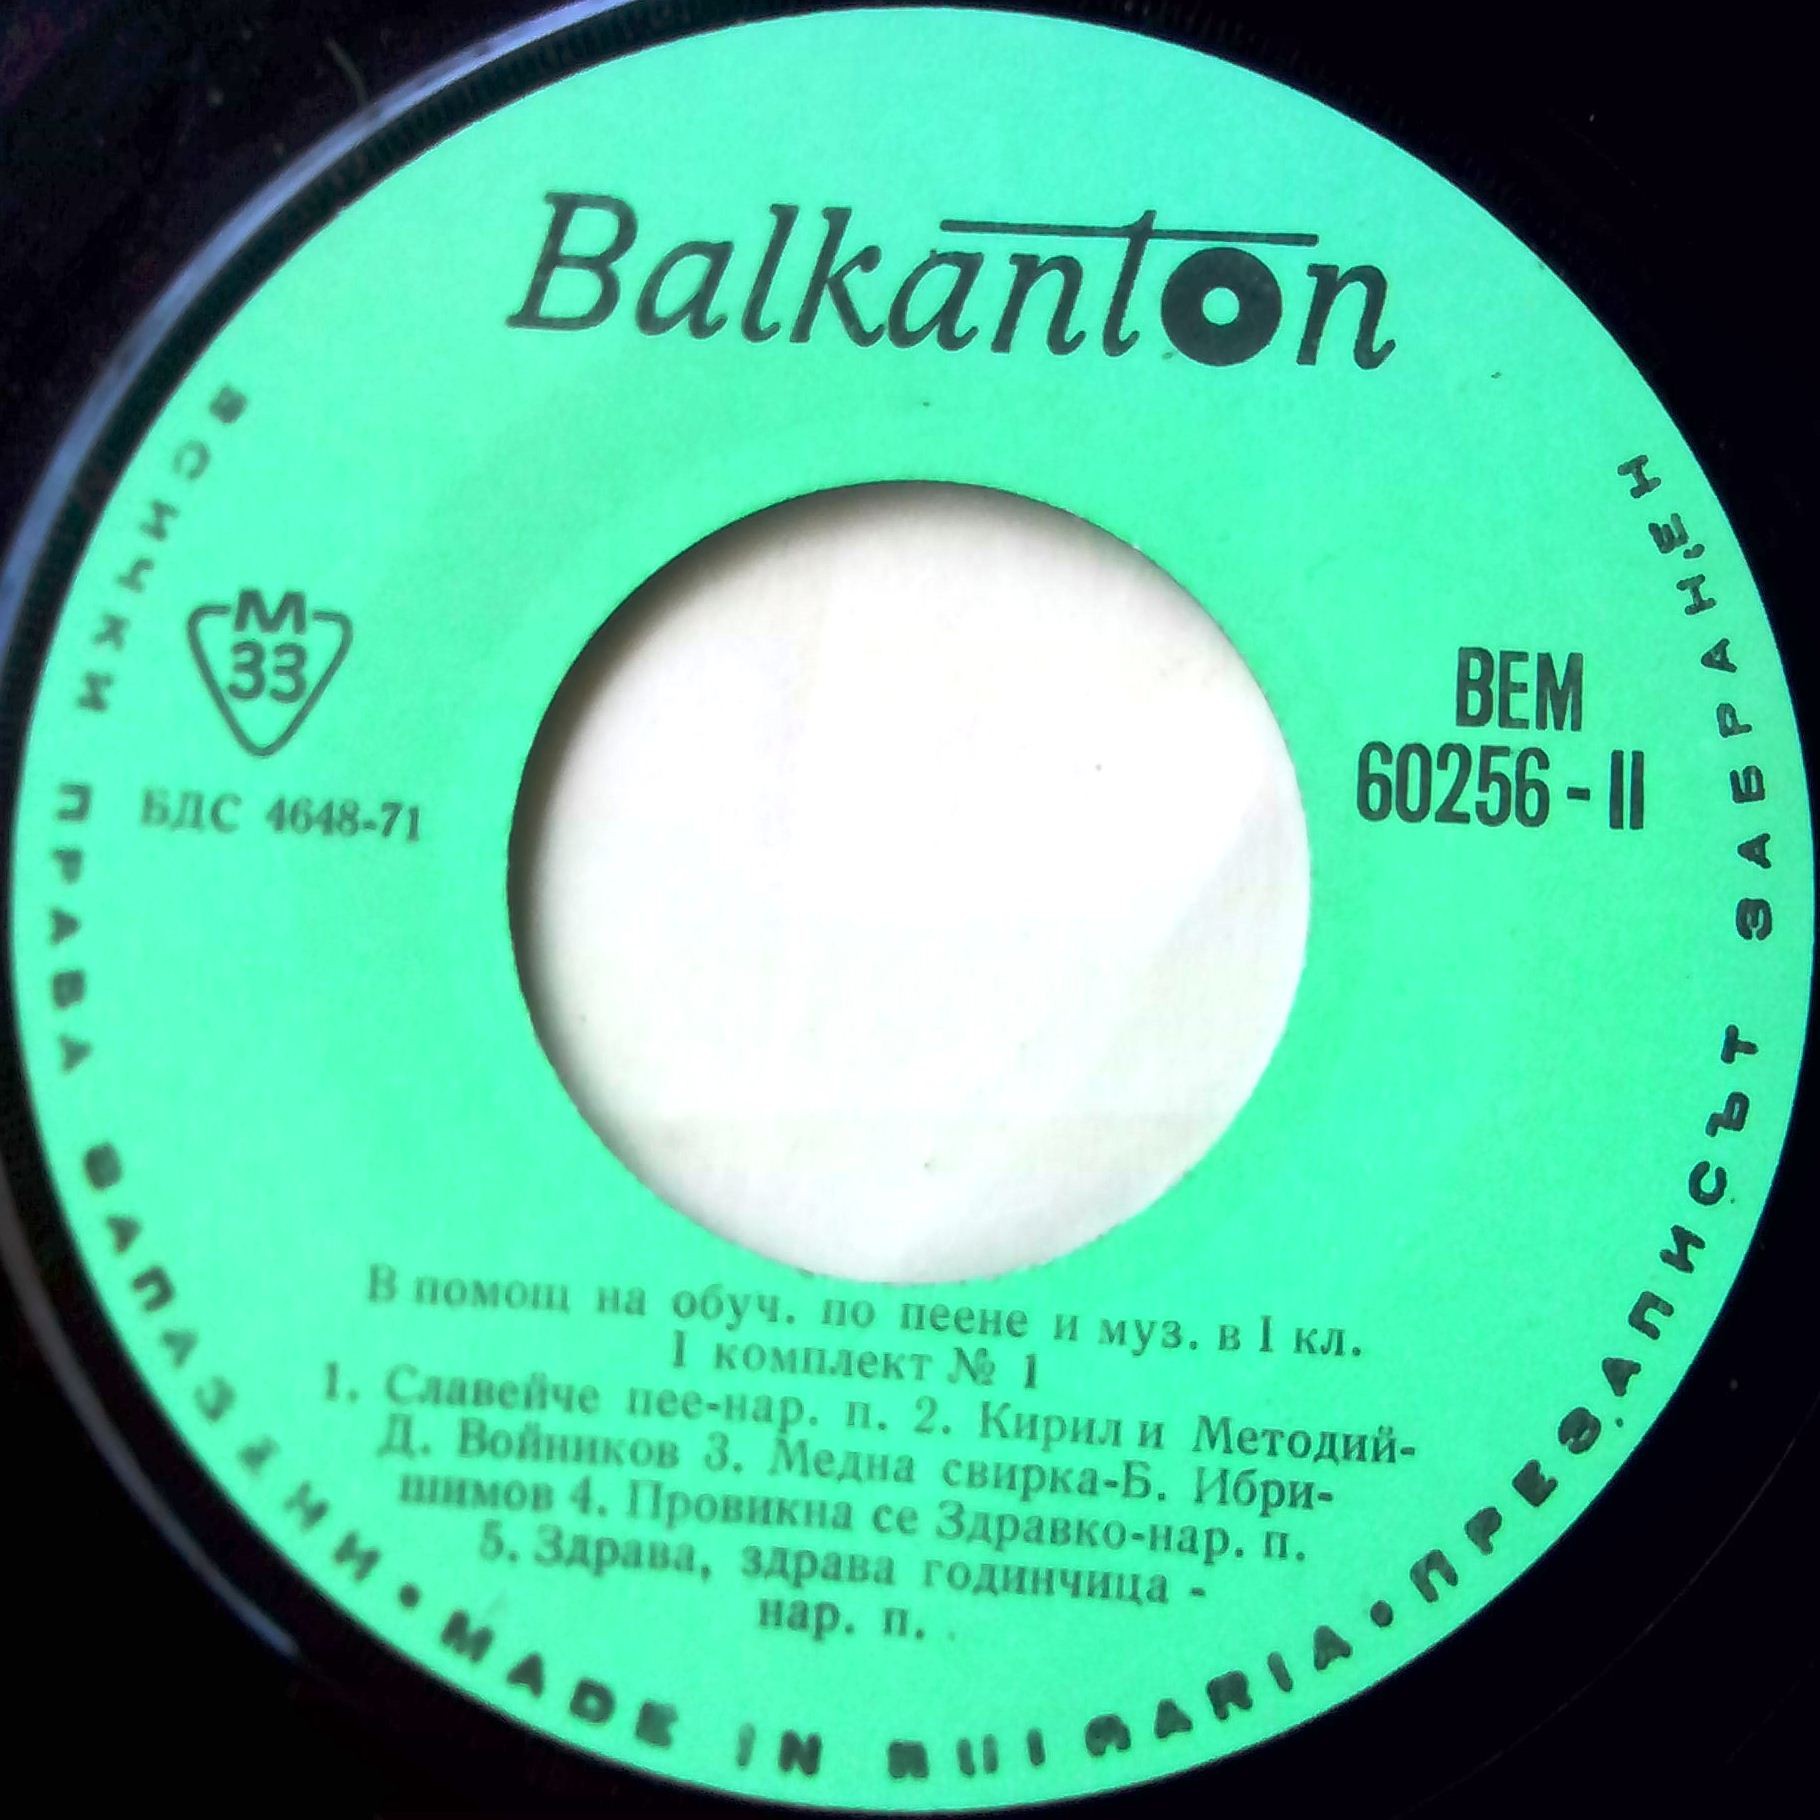 Balkanton
M
33
БДС 4648-71
ВЕМ
60256 - II
В помощ на обуч. по пеене и муз. в I кл.
I комплект № 1
1. Славейче пее-нар. п. 2. Кирил и Методий-
Д. Войников 3. Медна свирка-Б. Ибри-
шимов 4. Провикна се Здравко-нар. п.
5. Здрава, здрава годинчица -
нар. п.
ВСИЧКИ ПРАВА ЗАПАЗЕНИ • MADE IN BULGARIA • ПРЕЗАПИСЪТ ЗАБРАНЕН